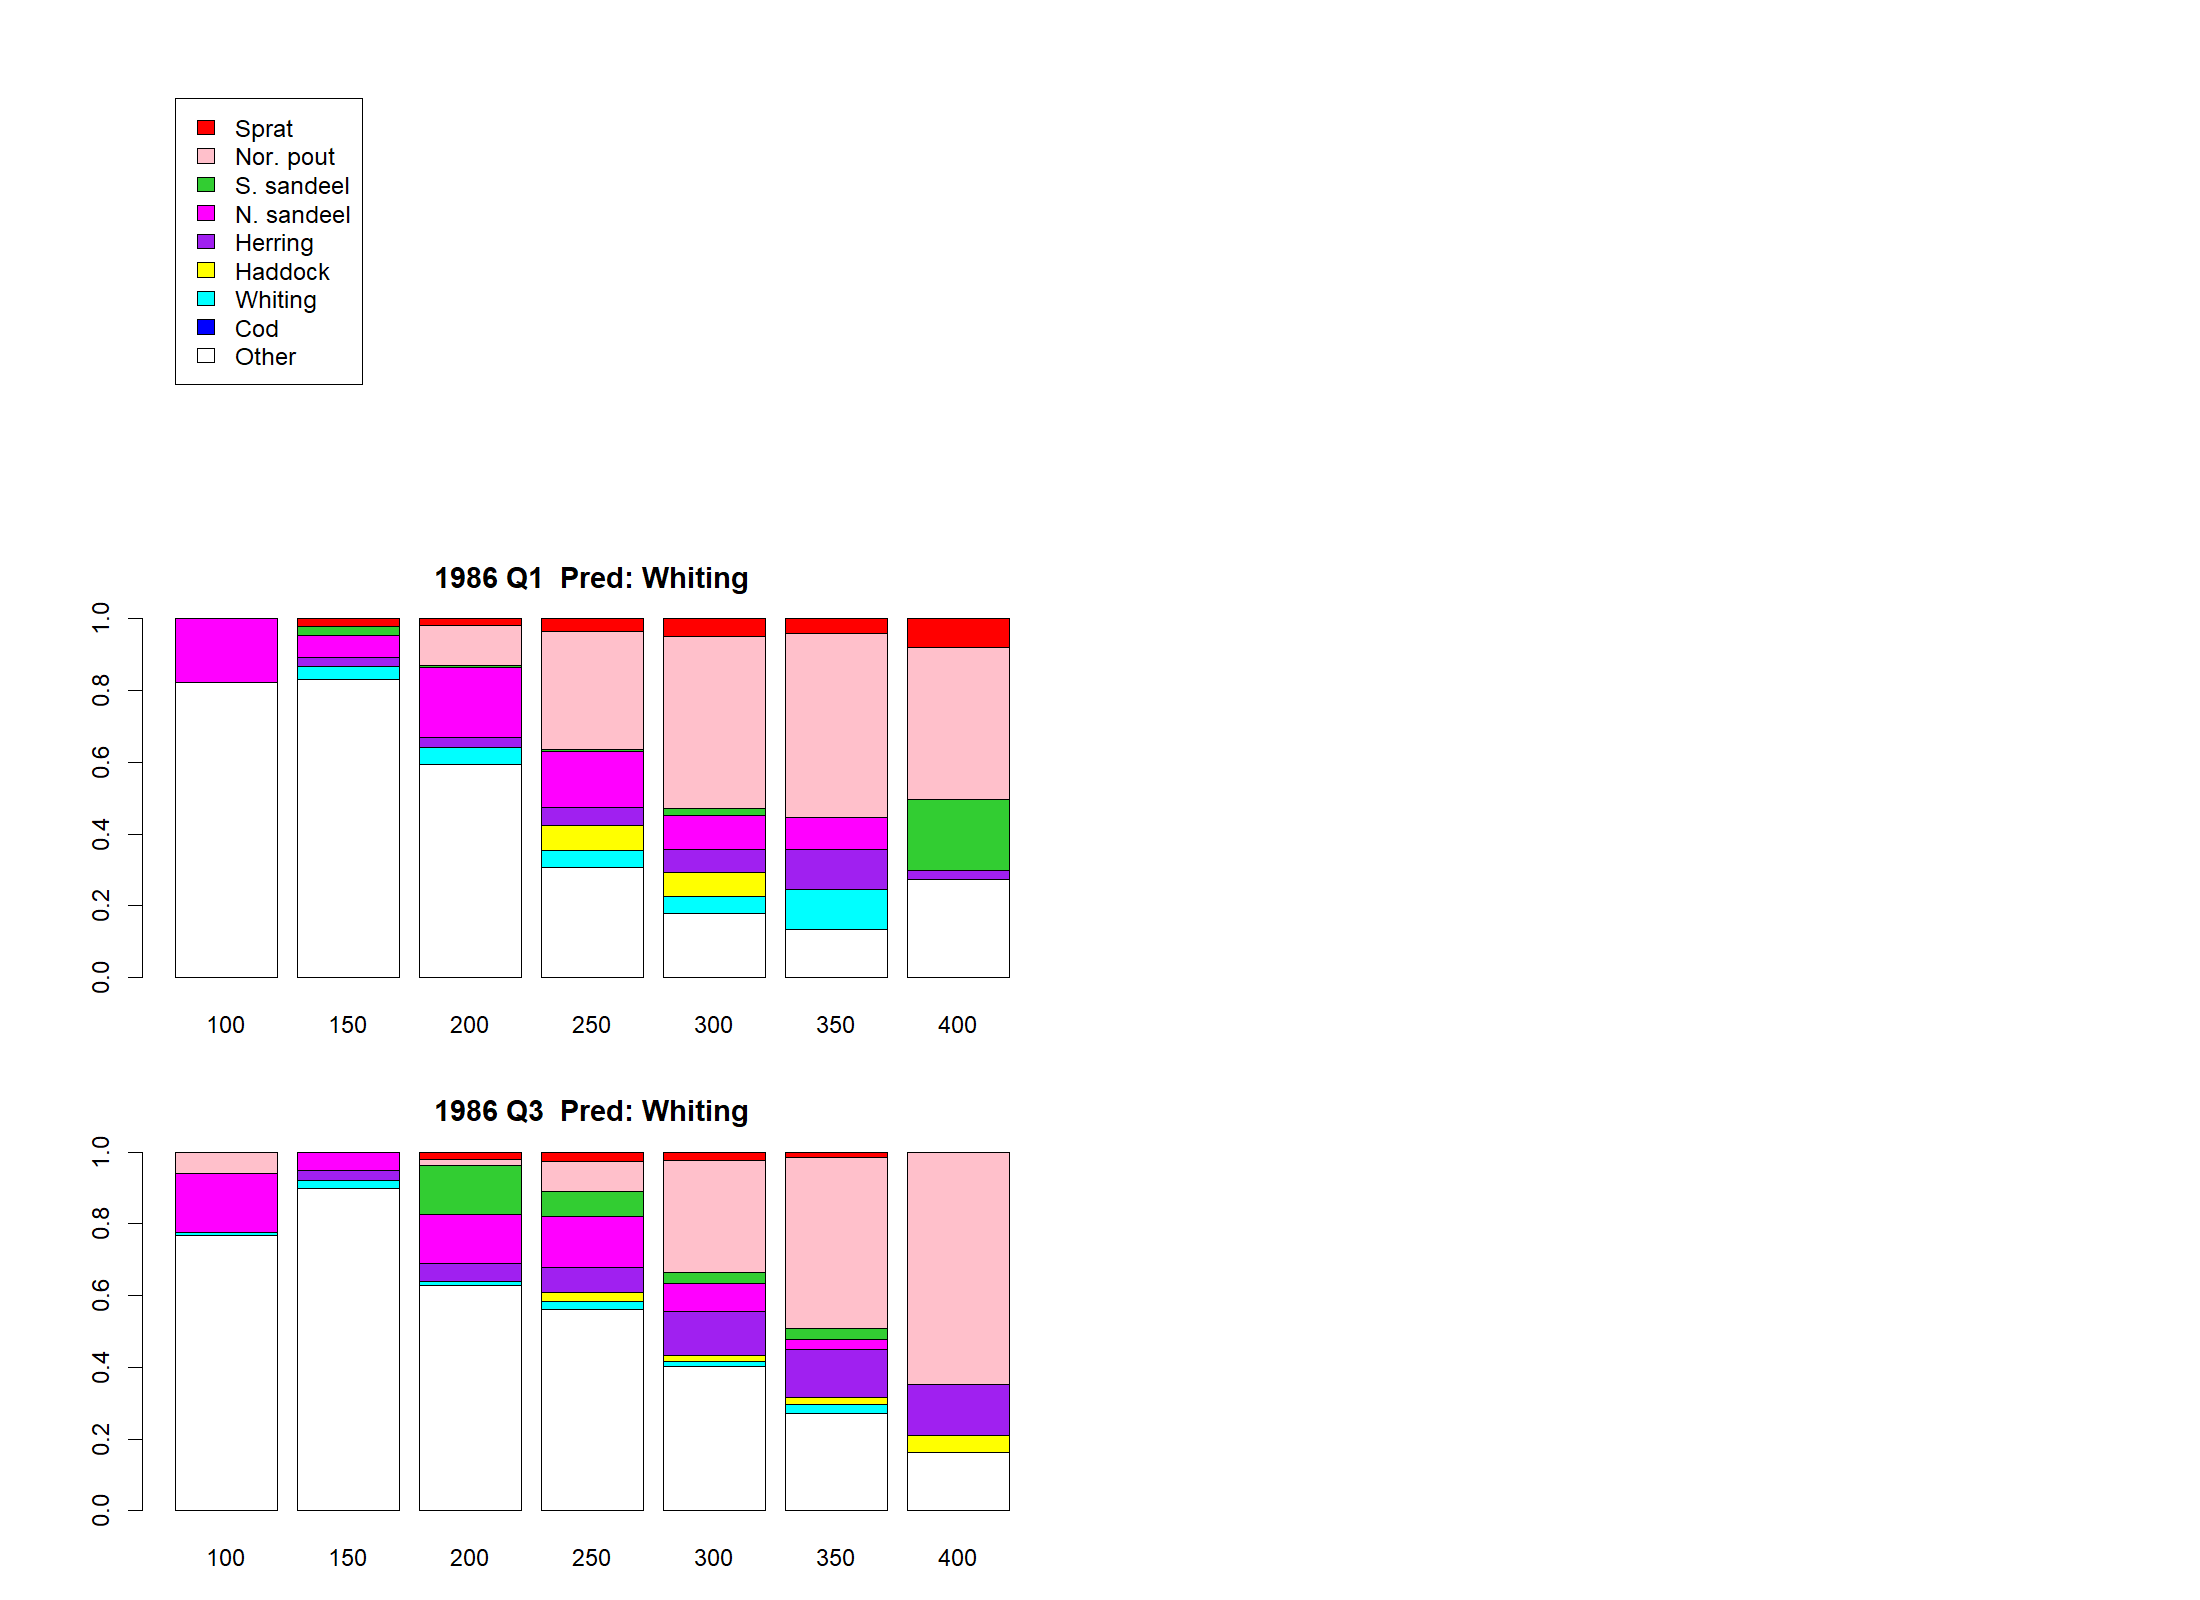 Sprat
Nor. pout
S. sandeel
N. sandeel
Herring
Haddock
Whiting
Cod
Other
1986 Q1  Pred: Whiting
1.0
0.8
0.6
0.4
0.2
0.0
100 150 200 250 300 350 400
1986 Q3  Pred: Whiting
1.0
0.8
0.6
0.4
0.2
0.0
100 150 200 250 300 350 400